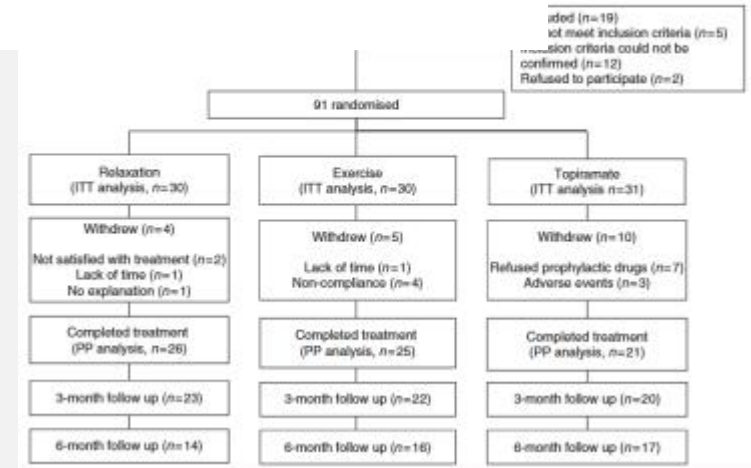 (n=19)
not meet inclusion criteria (n=5)
criteria could not be
confirmed (n=12)
Refused to participate (n=2)
91 randomised
Relaxation
(ITT analysis, n=30)
Exercise
(ITT analysis, n=30)
Topiramate
(ITT analysis n=31)
Withdrew (n=4)
Not satisfied with treatment (n=2)
Lack of time (n=1)
No explanation (n=1)
Withdrew (n=5)
Lack of time (n=1)
Non-compliance (n=4)
Withdrew (n=10)
Refused prophylactic drugs (n=7)
Adverse events (n=3)
Completed treatment
(PP analysis, n=26)
Completed treatment
(PP analysis, n=25)
Completed treatment
(PP analysis, n=21)
3-month follow up (n=23)
3-month follow up (n=22)
3-month follow up (n=20)
6-month follow up (n=14)
6-month follow up (n=16)
6-month follow up (n=17)